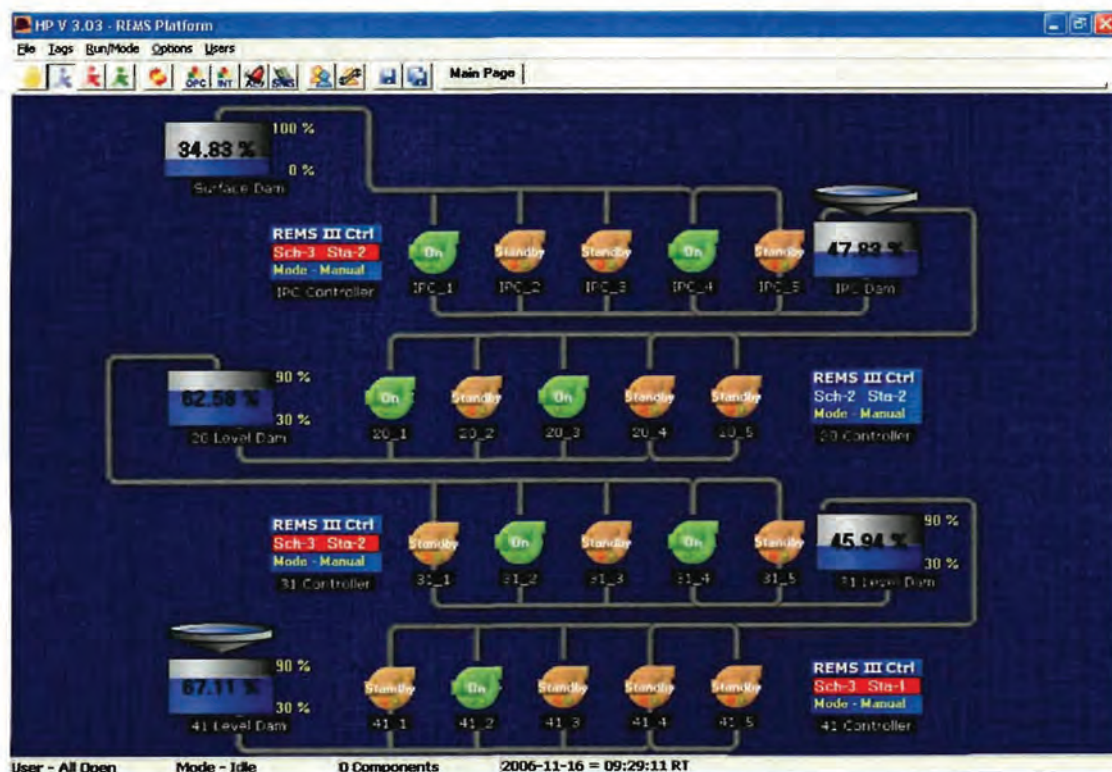 HP V 3.03 - REMS Platform
File Tags Run/Mode Options Users
OPC INT Main Page
100 %
34.83 %
0 %
Surface Dam
REMS III Ctrl
Sch-3 Sta-2
Mode - Manual
IPC Controller
On Standby Standby On Standby
IPC_1 IPC_2 IPC_3 IPC_4 IPC_5
47.83 %
IPC Dam
90 %
62.58 %
30 %
20 Level Dam
On Standby On Standby Standby
20_1 20_2 20_3 20_4 20_5
REMS III Ctrl
Sch-2 Sta-2
Mode - Manual
20 Controller
REMS III Ctrl
Sch-3 Sta-2
Mode - Manual
31 Controller
Standby On Standby On Standby
31_1 31_2 31_3 31_4 31_5
90 %
45.94 %
30 %
31 Level Dam
90 %
67.11 %
30 %
41 Level Dam
Standby On Standby Standby Standby
41_1 41_2 41_3 41_4 41_5
REMS III Ctrl
Sch-3 Sta-1
Mode - Manual
41 Controller
User - All Open Mode - Idle 0 Components 2006-11-16 = 09:29:11 RT